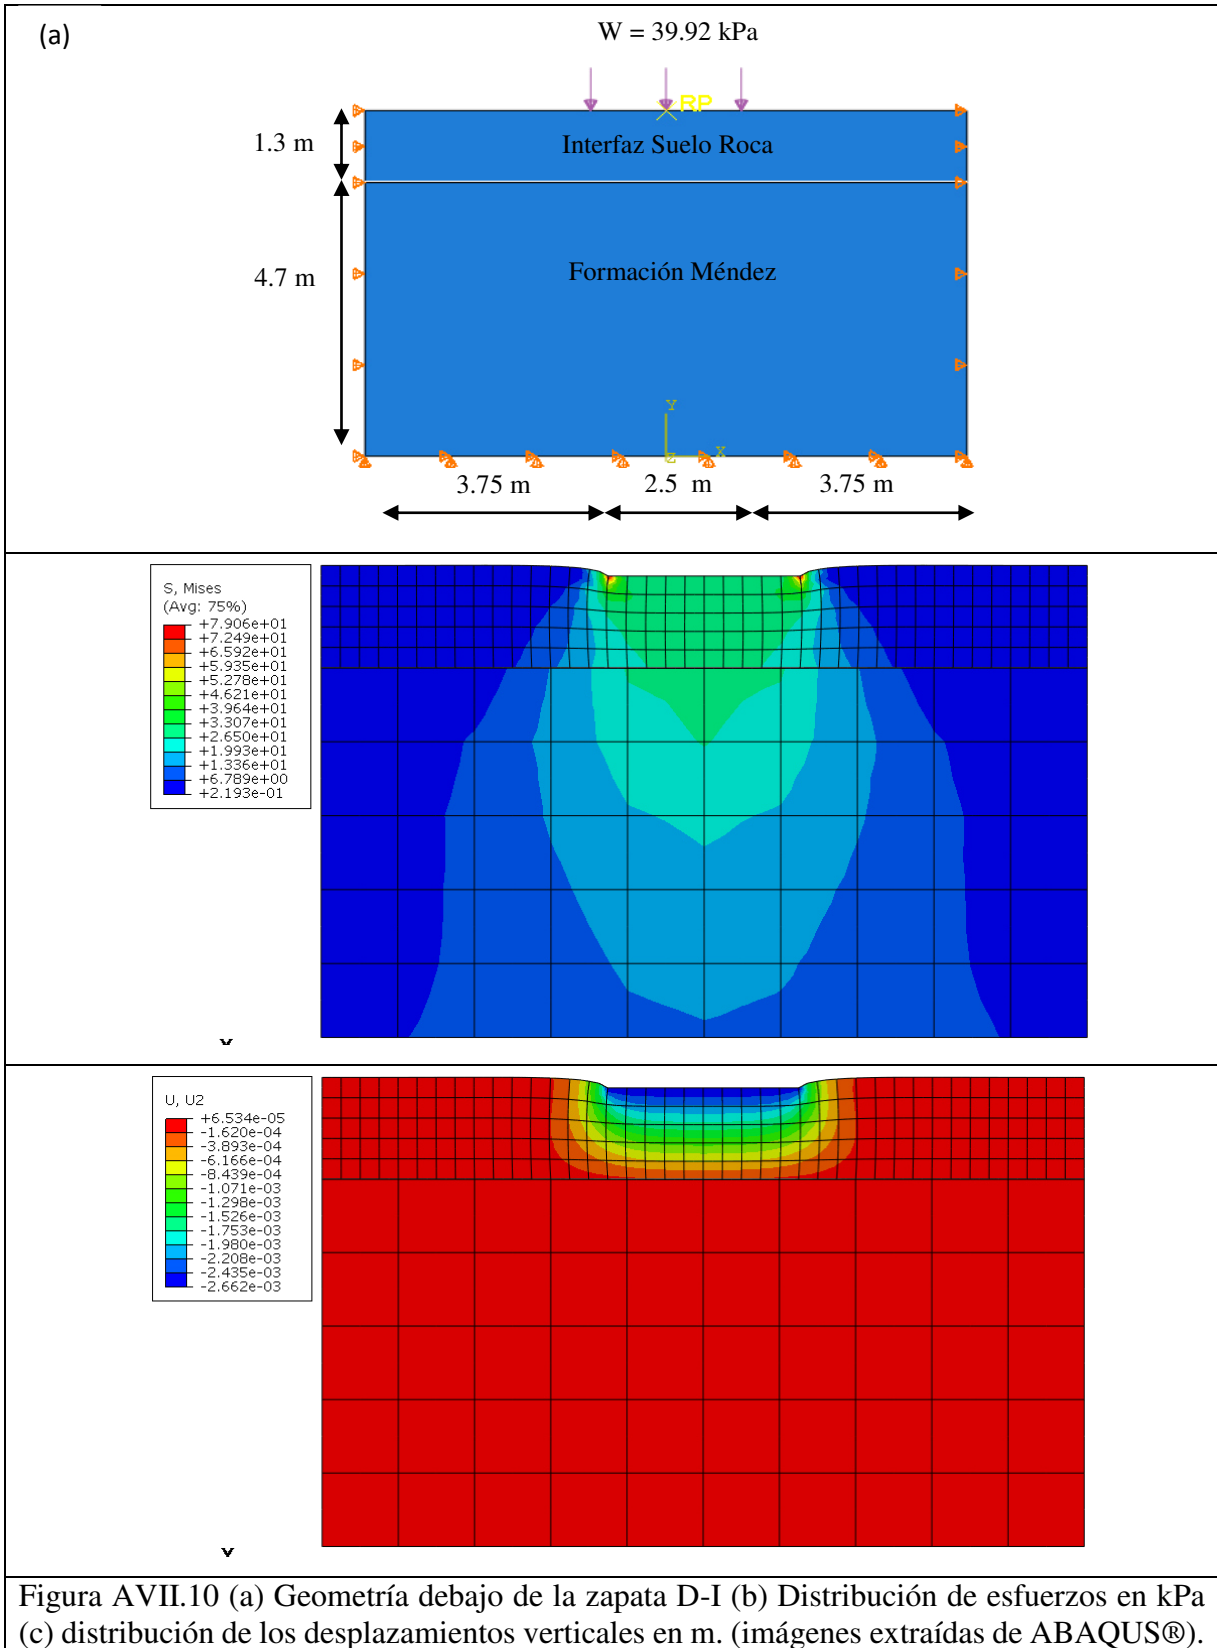 (a)
W = 39.92 kPa
RP
1.3 m
Interfaz Suelo Roca
4.7 m
Formación Méndez
Y
Z
X
3.75 m
2.5 m
3.75 m
S, Mises
(Avg: 75%)
+7.906e+01
+7.249e+01
+6.592e+01
+5.935e+01
+5.278e+01
+4.621e+01
+3.964e+01
+3.307e+01
+2.650e+01
+1.993e+01
+1.336e+01
+6.789e+00
+2.193e-01
U, U2
+6.534e-05
-1.620e-04
-3.893e-04
-6.166e-04
-8.439e-04
-1.071e-03
-1.298e-03
-1.526e-03
-1.753e-03
-1.980e-03
-2.208e-03
-2.435e-03
-2.662e-03
Figura AVII.10 (a) Geometría debajo de la zapata D-I (b) Distribución de esfuerzos en kPa
(c) distribución de los desplazamientos verticales en m. (imágenes extraídas de ABAQUS®).